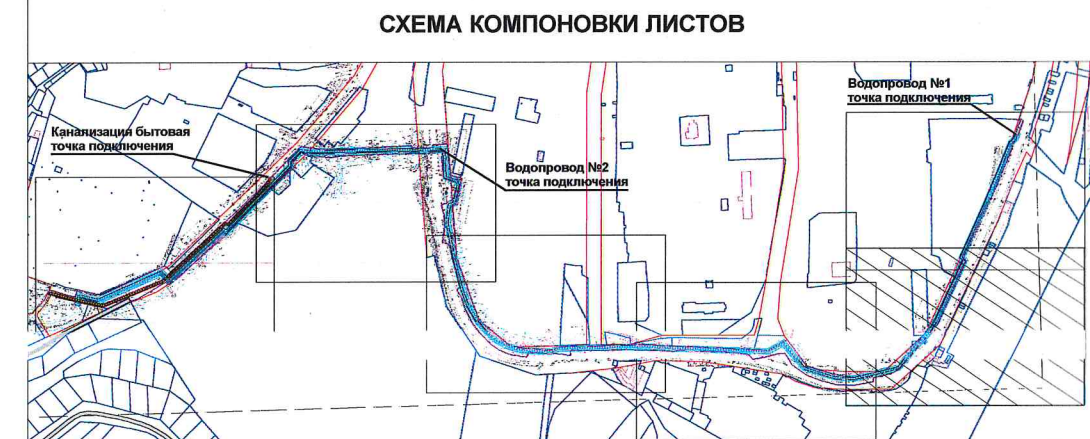 СХЕМА КОМПОНОВКИ ЛИСТОВ
Водопровод №1
точка подключения
Канализация бытовая
точка подключения
Водопровод №2
точка подключения